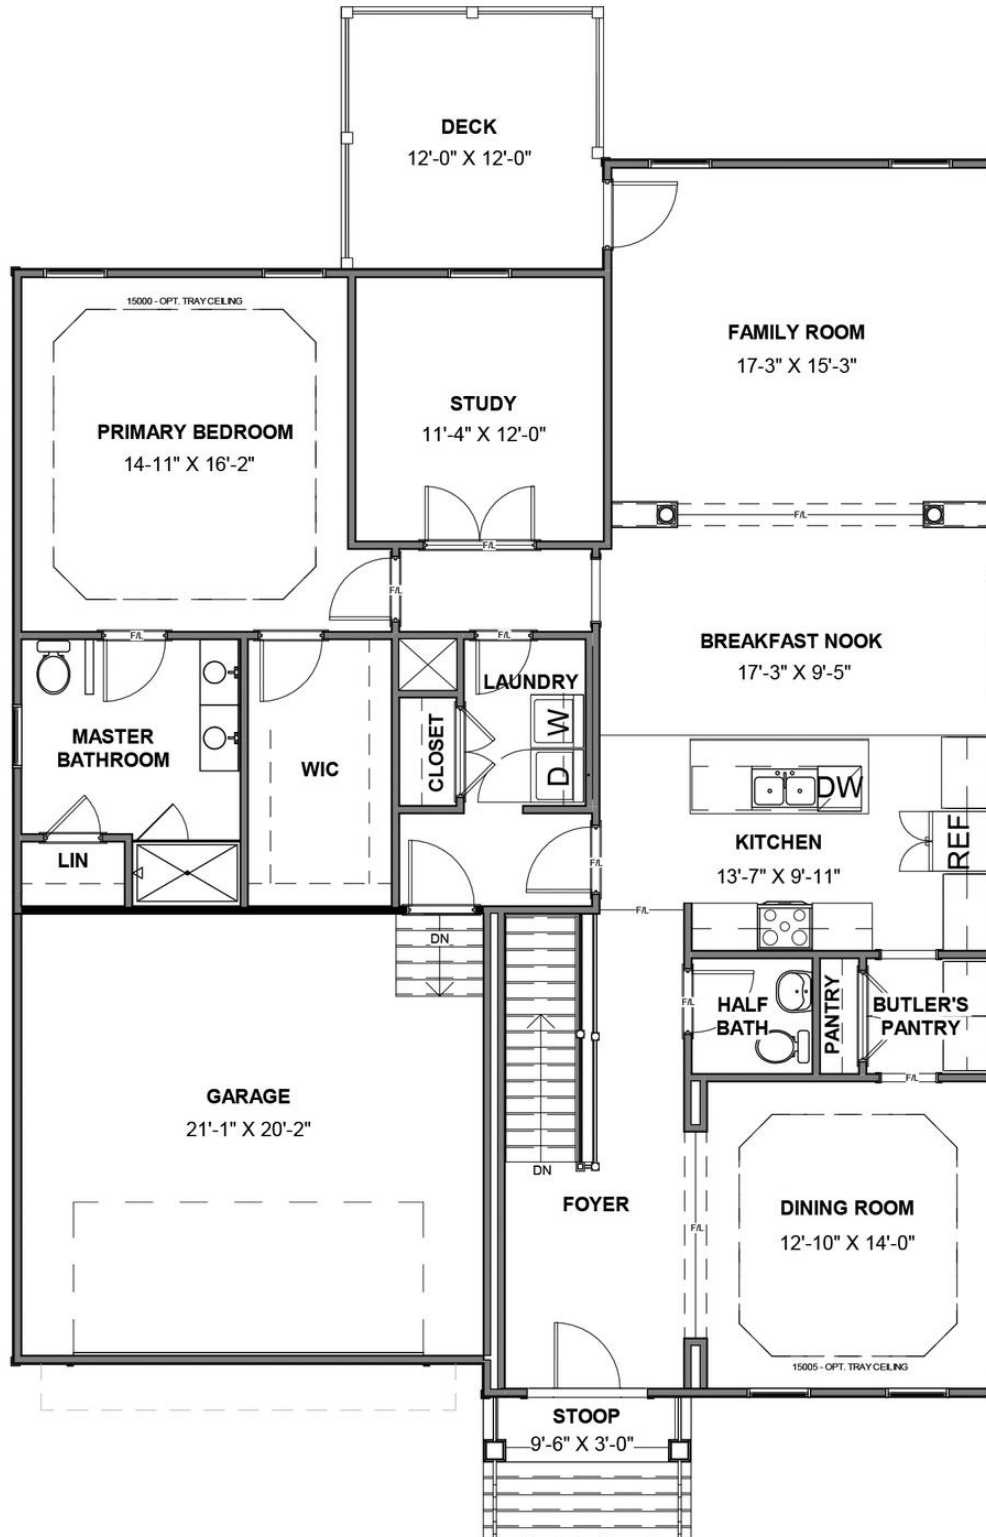 DECK
12'-0" X 12'-0"
15000 - OPT. TRAY CEILING
FAMILY ROOM
17-3" X 15'-3"
STUDY
11'-4" X 12'-0"
PRIMARY BEDROOM
14-11" X 16'-2"
F/L
F/L
F/L
F/L
F/L
BREAKFAST NOOK
17'-3" X 9'-5"
LAUNDRY
MASTER
BATHROOM
CLOSET
W
D
WIC
DW
KITCHEN
13'-7" X 9'-11"
REF
LIN
F/L
F/L
DN
HALF
BATH
F/L
PANTRY
BUTLER'S
PANTRY
F/L
GARAGE
21'-1" X 20'-2"
DN
FOYER
F/L
DINING ROOM
12'-10" X 14'-0"
15005 - OPT. TRAY CEILING
STOOP
9'-6" X 3'-0"